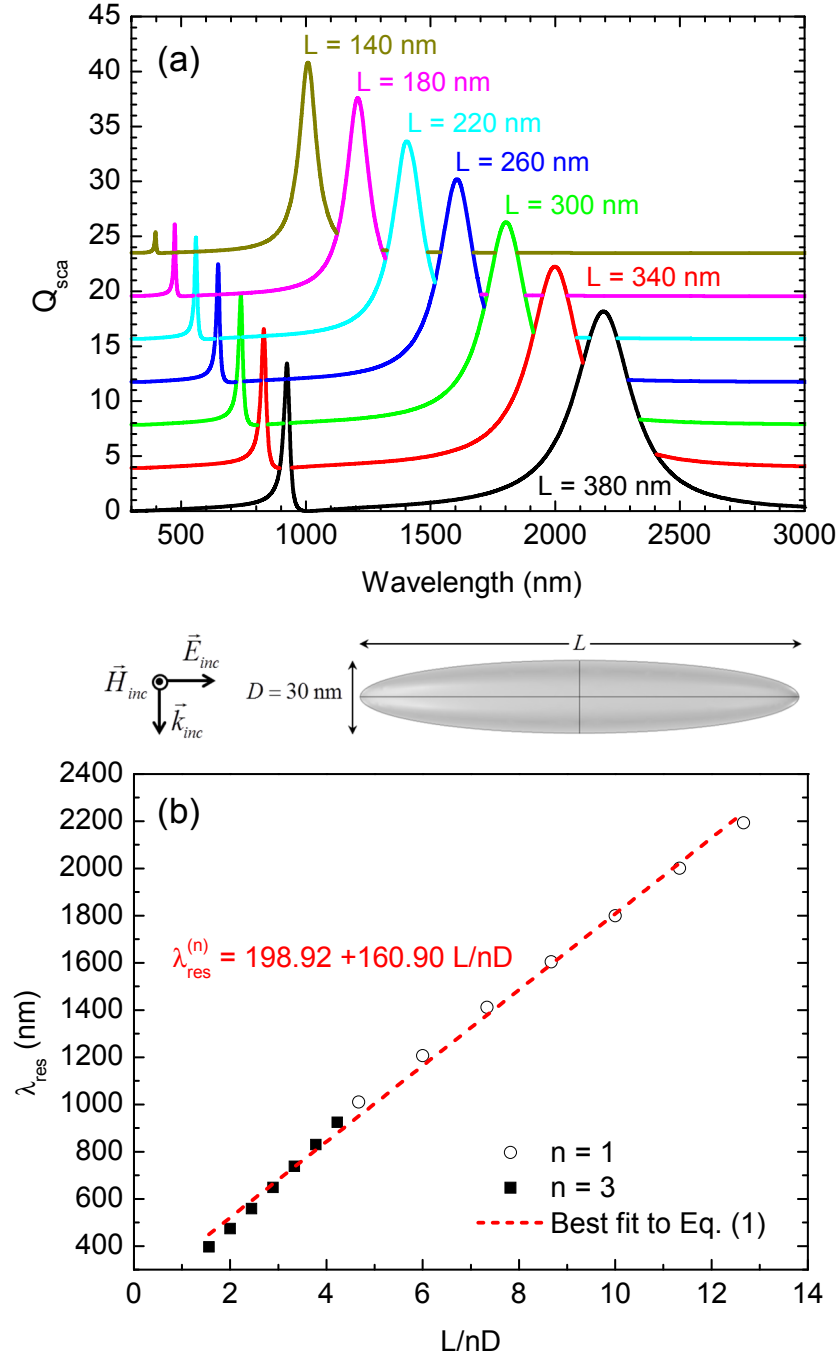 (a)
L = 140 nm
L = 180 nm
L = 220 nm
L = 260 nm
L = 300 nm
L = 340 nm
L = 380 nm
45
40
35
30
25
20
15
10
5
0
Q_sca
500 1000 1500 2000 2500 3000
Wavelength (nm)
H⃗_inc
E⃗_inc
k⃗_inc
D = 30 nm
L
(b)
2400
2200
2000
1800
1600
1400
1200
1000
800
600
400
λ_res (nm)
λ_res^(n) = 198.92 +160.90 L/nD
n = 1
n = 3
Best fit to Eq. (1)
0 2 4 6 8 10 12 14
L/nD